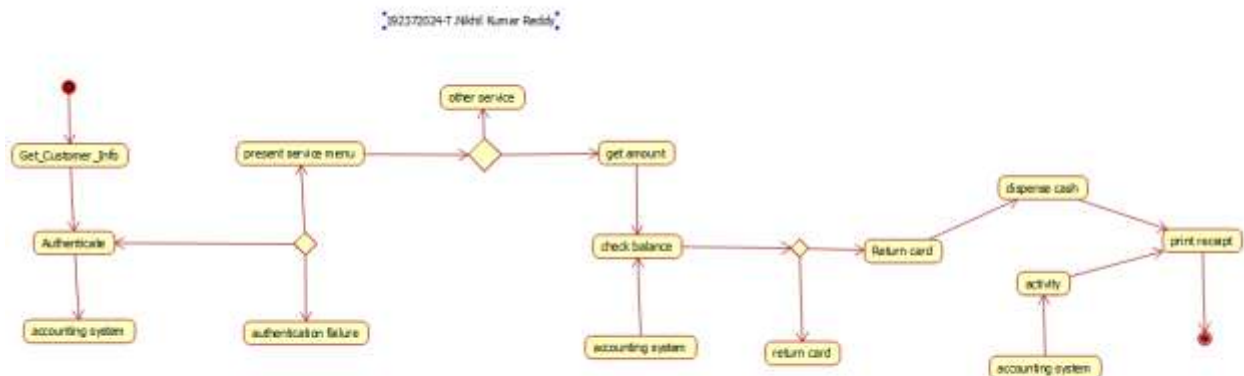 192372024-T .Nikhil Kumar Reddy
other service
Get_Customer_Info
present service menu
get amount
dispense cash
Authenticate
check balance
Return card
print receipt
activity
accounting system
authentication failure
accounting system
return card
accounting system